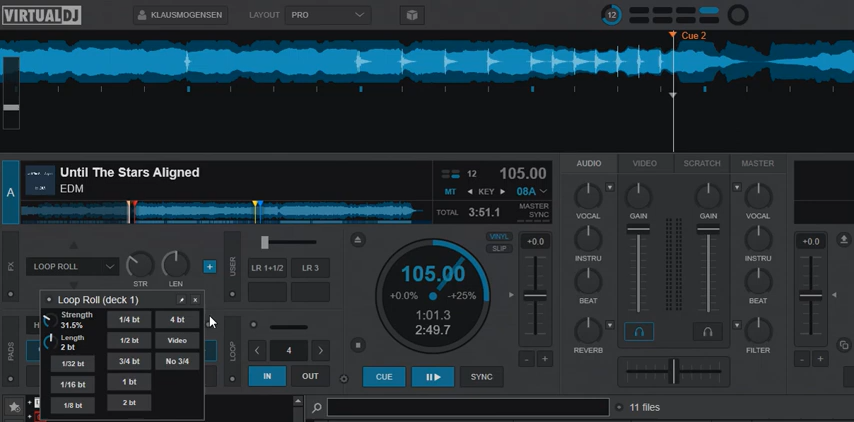 VIRTUALDJ
KLAUSMOGENSEN
LAYOUT PRO
12
Cue 2
A
Until The Stars Aligned
EDM
12 105.00
MT KEY 08A
TOTAL 3:51.1 MASTER SYNC
AUDIO VIDEO SCRATCH MASTER
VOCAL GAIN GAIN VOCAL
INSTRU INSTRU
BEAT BEAT
REVERB FILTER
FX
LOOP ROLL
STR LEN
USER
LR 1+1/2 LR 3
VINYL
SLIP
105.00
+0.0% -+25%
1:01.3
2:49.7
+0.0
+0.0
- +
- +
PADS
H
Loop Roll (deck 1)
Strength
31.5%
Length
2 bt
1/32 bt
1/16 bt
1/8 bt
1/4 bt
1/2 bt
3/4 bt
1 bt
2 bt
4 bt
Video
No 3/4
LOOP
4
IN OUT
CUE SYNC
11 files